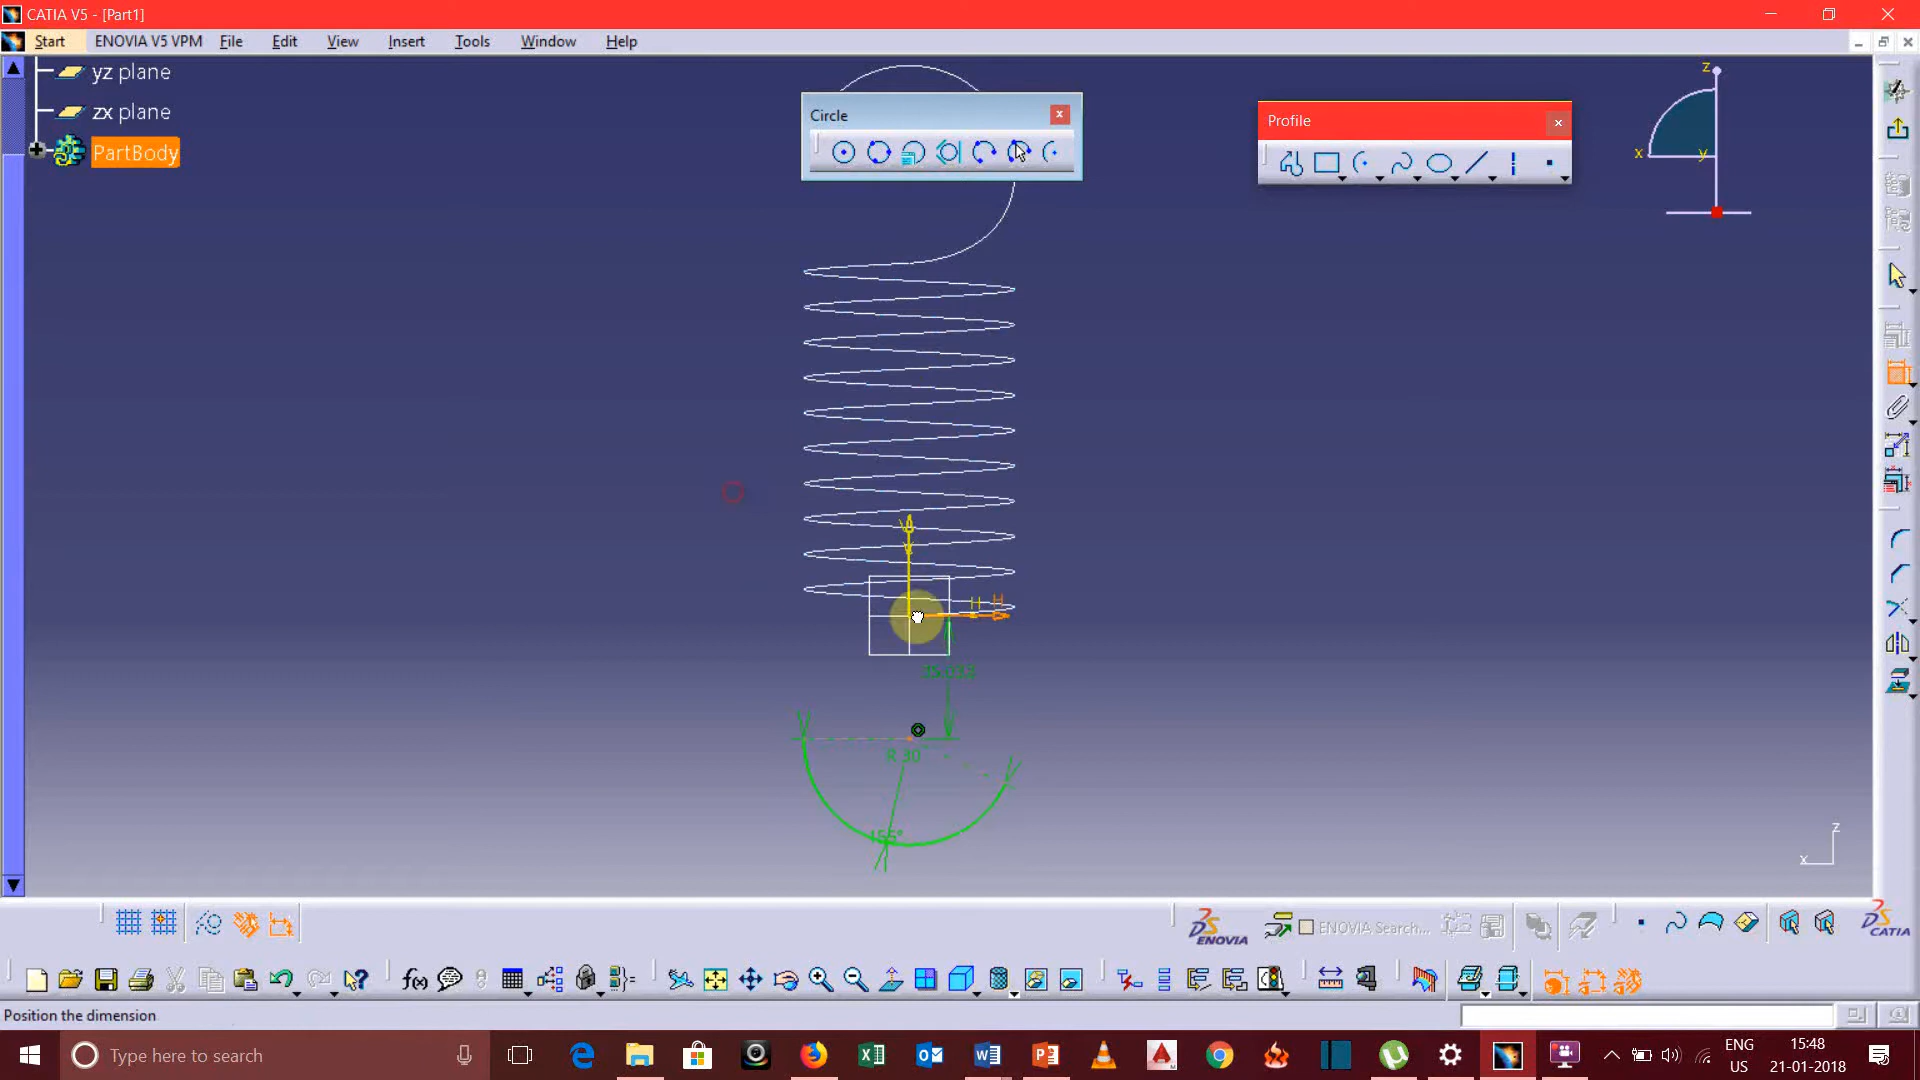 CATIA V5 - [Part1]
Start ENOVIA V5 VPM File Edit View Insert Tools Window Help
yz plane
zx plane
PartBody
Circle
Profile
z
x
y
V
H
H
R 30
155°
z
x
ENOVIA
ENOVIA Search...
CATIA
f(x)
Position the dimension
Type here to search
ENG
US
15:48
21-01-2018